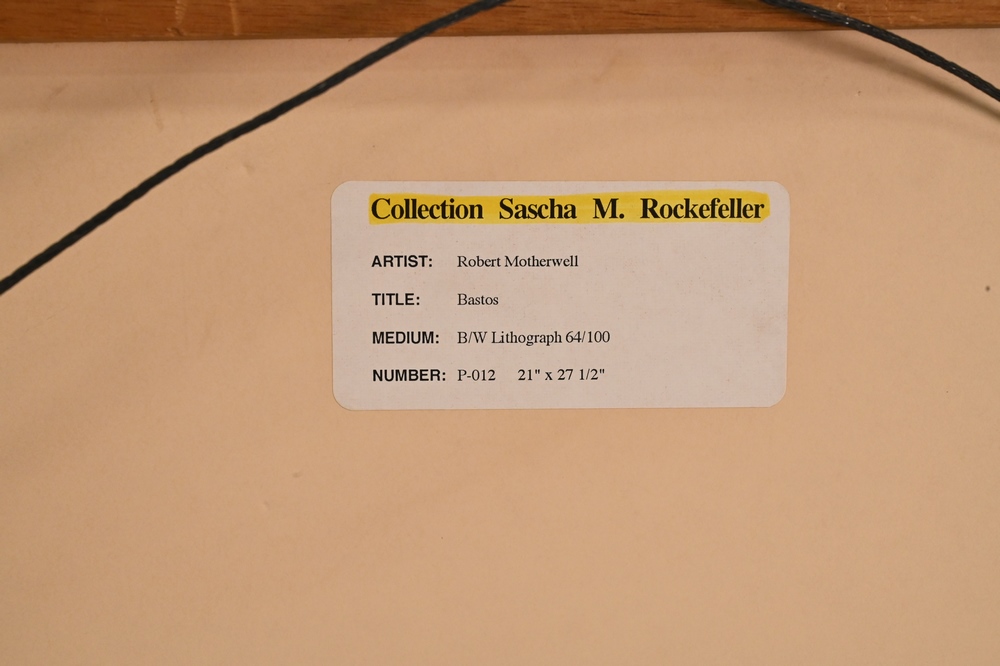 Collection Sascha M. Rockefeller
ARTIST: Robert Motherwell
TITLE: Bastos
MEDIUM: B/W Lithograph 64/100
NUMBER: P-012 21" x 27 1/2"